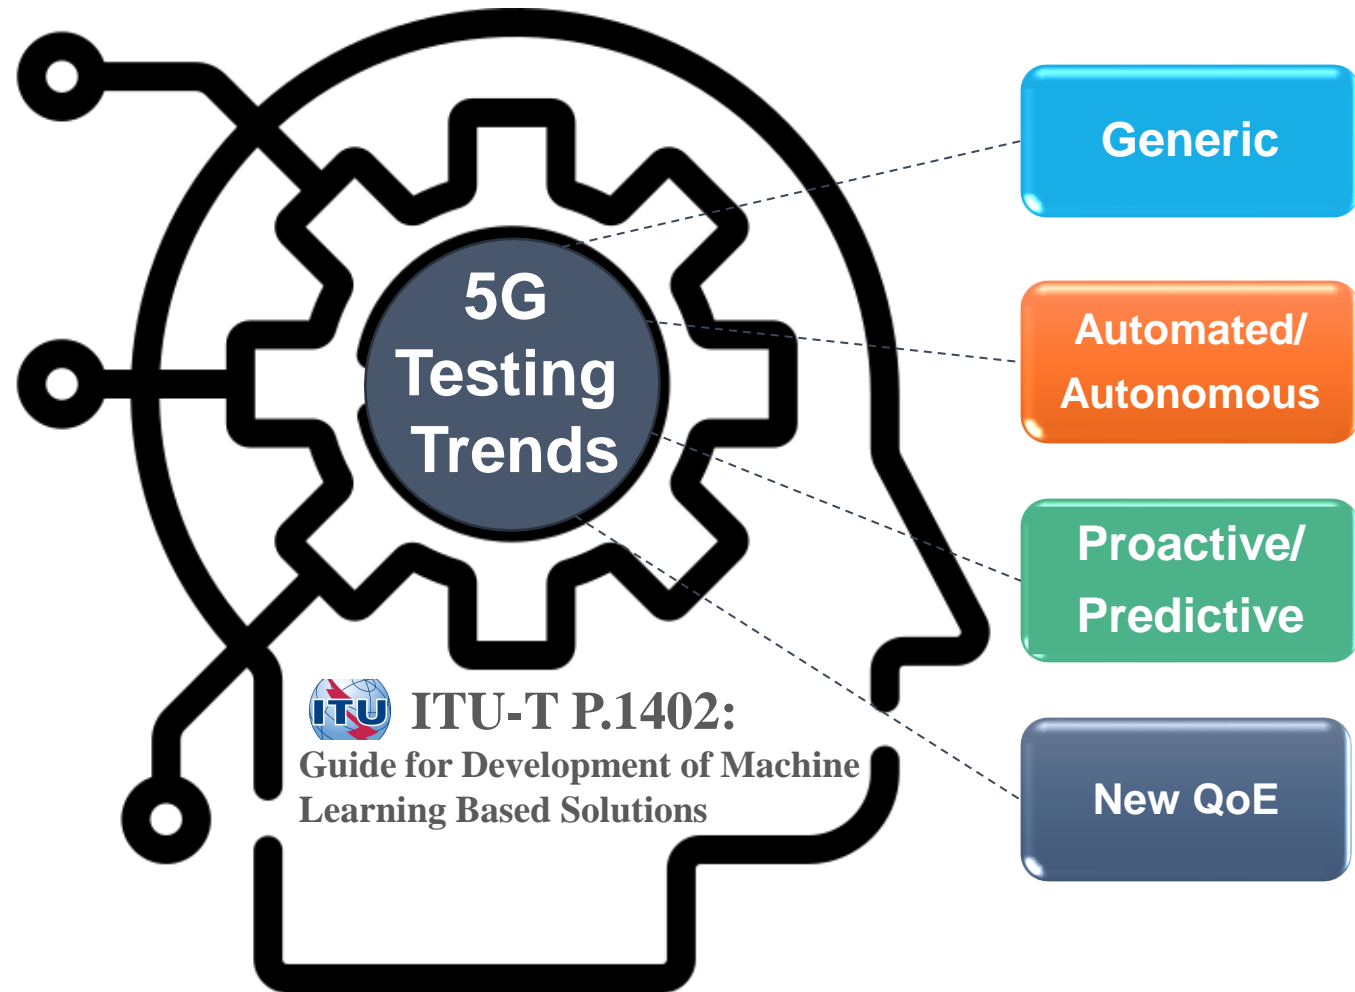 5G
Testing
Trends
Generic
Automated/
Autonomous
Proactive/
Predictive
New QoE
ITU
ITU-T P.1402:
Guide for Development of Machine
Learning Based Solutions